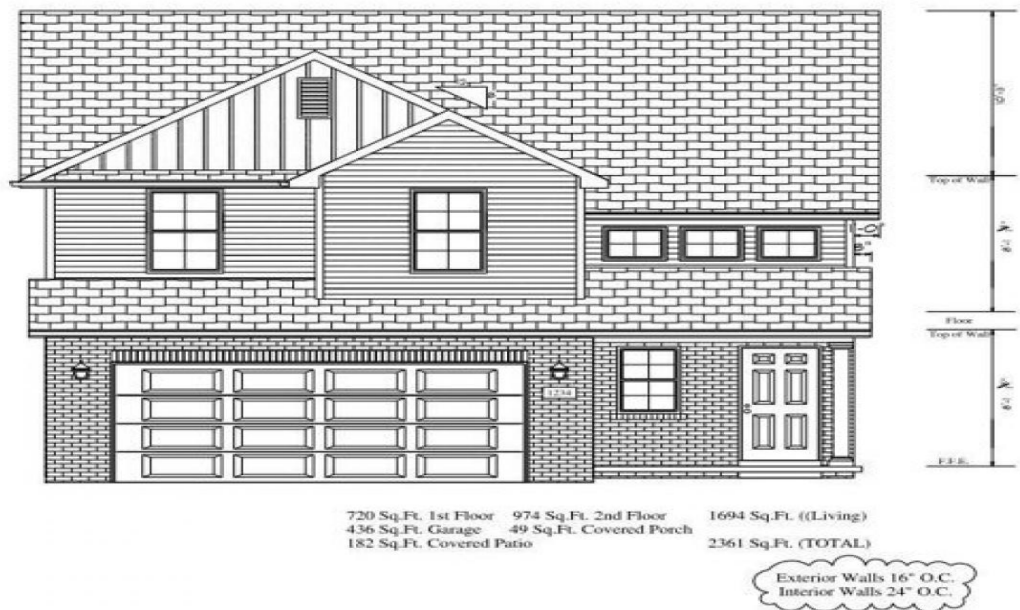 Top of Wall
1234
Floor
Top of Wall
F.F.E.
720 Sq.Ft. 1st Floor 974 Sq.Ft. 2nd Floor 1694 Sq.Ft. ((Living)
436 Sq.Ft. Garage 49 Sq.Ft. Covered Porch
182 Sq.Ft. Covered Patio 2361 Sq.Ft. (TOTAL)
Exterior Walls 16" O.C.
Interior Walls 24" O.C.